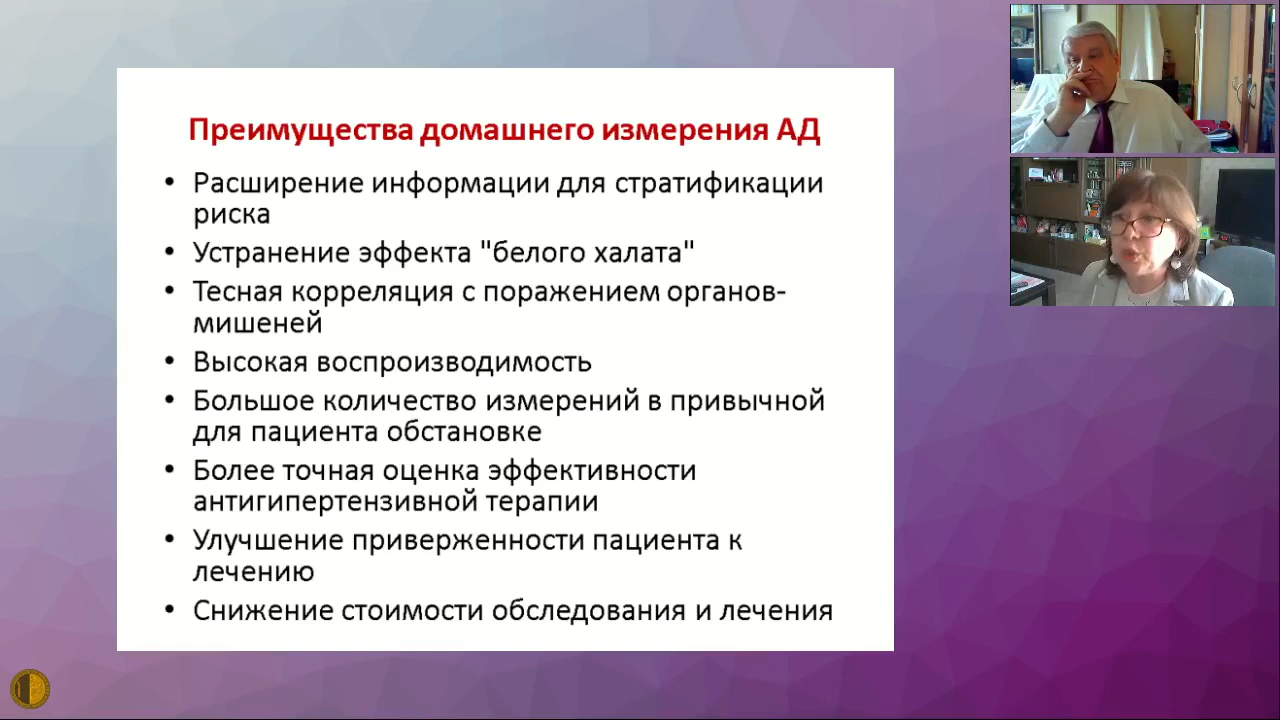 Преимущества домашнего измерения АД
• Расширение информации для стратификации
риска
• Устранение эффекта "белого халата"
• Тесная корреляция с поражением органов-
мишеней
• Высокая воспроизводимость
• Большое количество измерений в привычной
для пациента обстановке
• Более точная оценка эффективности
антигипертензивной терапии
• Улучшение приверженности пациента к
лечению
• Снижение стоимости обследования и лечения